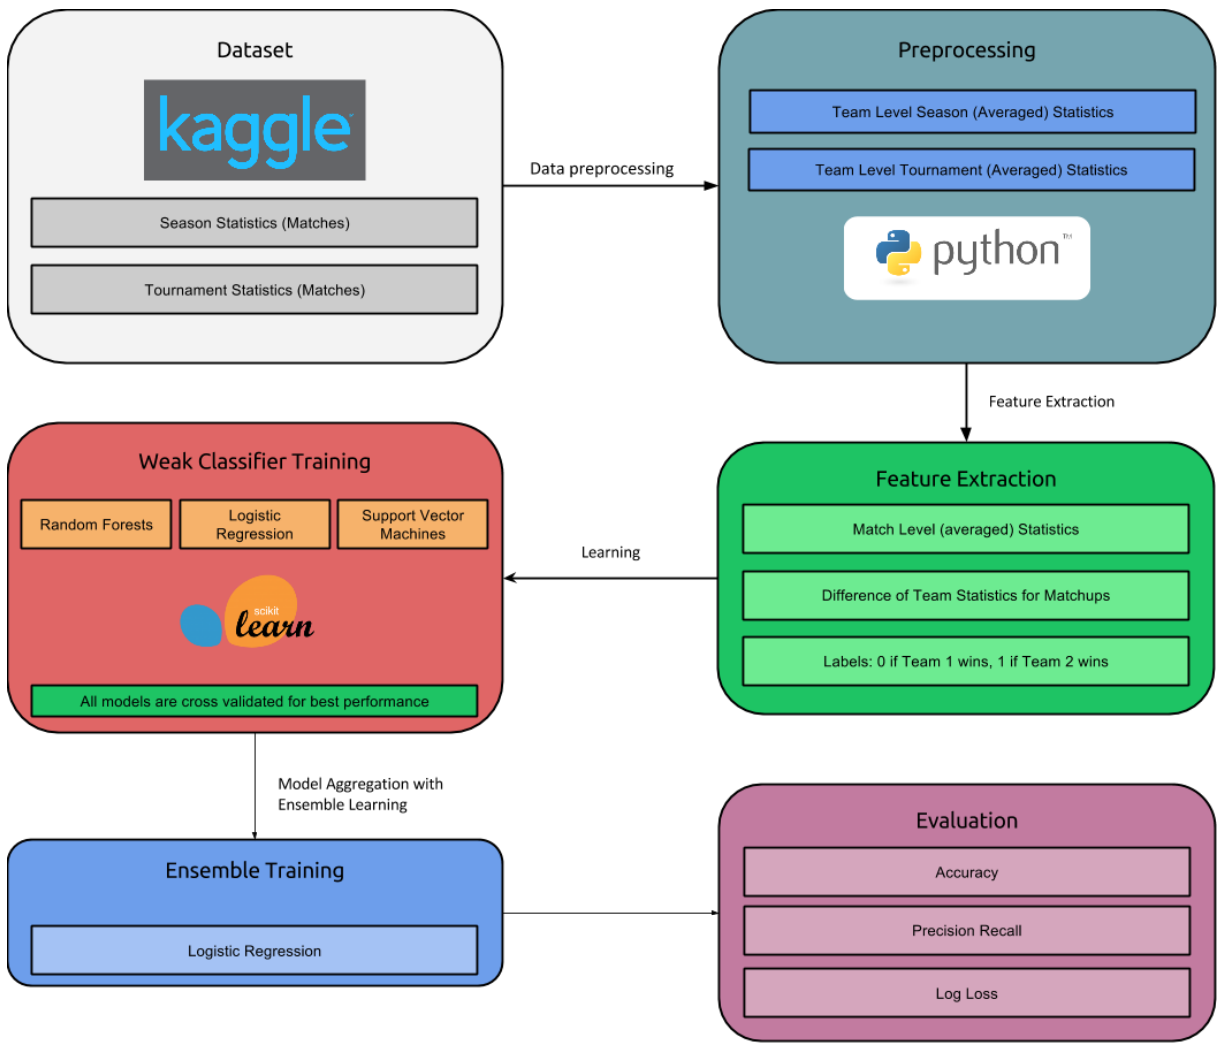 Dataset
kaggle
Season Statistics (Matches)
Tournament Statistics (Matches)
Data preprocessing
Preprocessing
Team Level Season (Averaged) Statistics
Team Level Tournament (Averaged) Statistics
python™
Feature Extraction
Feature Extraction
Match Level (averaged) Statistics
Difference of Team Statistics for Matchups
Labels: 0 if Team 1 wins, 1 if Team 2 wins
Learning
Weak Classifier Training
Random Forests
Logistic
Regression
Support Vector
Machines
scikit
learn
All models are cross validated for best performance
Model Aggregation with
Ensemble Learning
Ensemble Training
Logistic Regression
Evaluation
Accuracy
Precision Recall
Log Loss